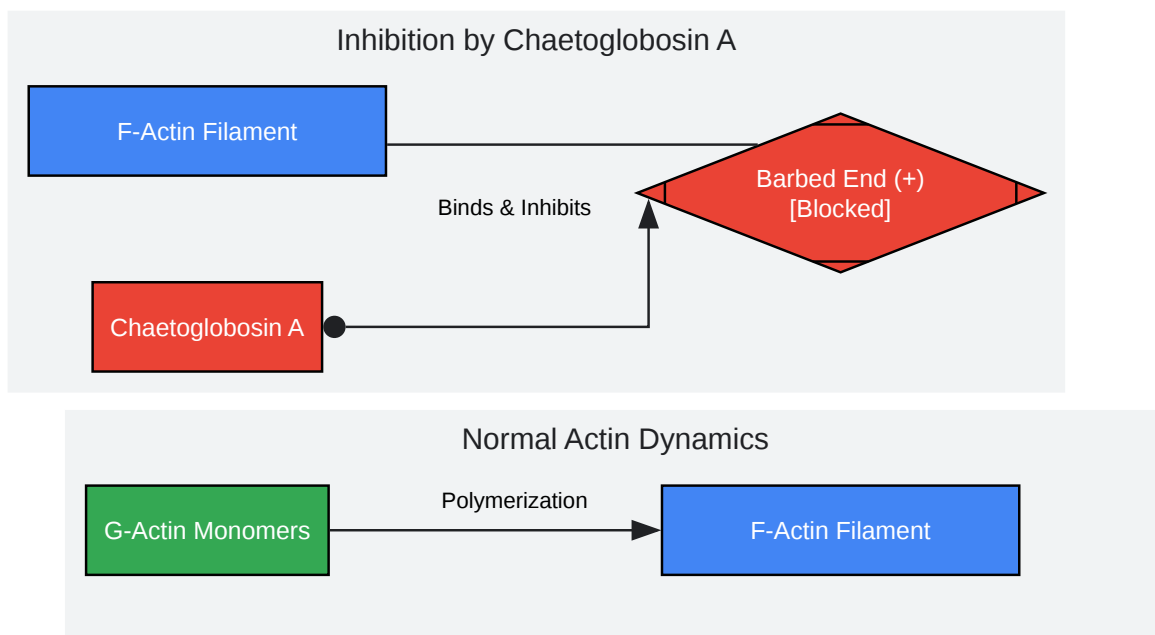 Inhibition by Chaetoglobosin A
F-Actin Filament
Barbed End (+)
[Blocked]
Binds & Inhibits
Chaetoglobosin A
Normal Actin Dynamics
Polymerization
G-Actin Monomers
F-Actin Filament